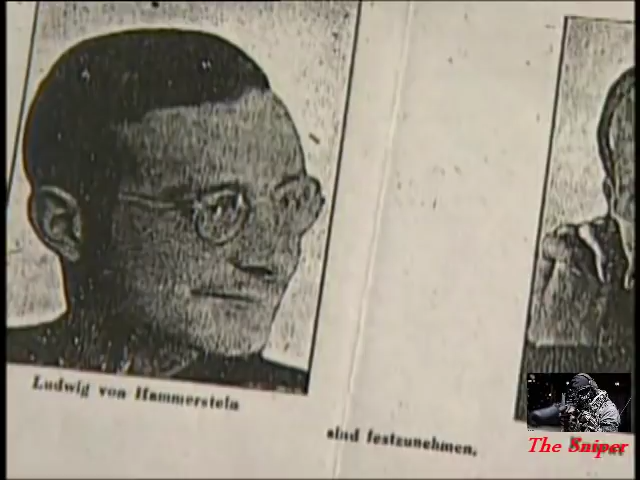 Ludwig von Hammerstein
sind festzunehmen.
The Sniper